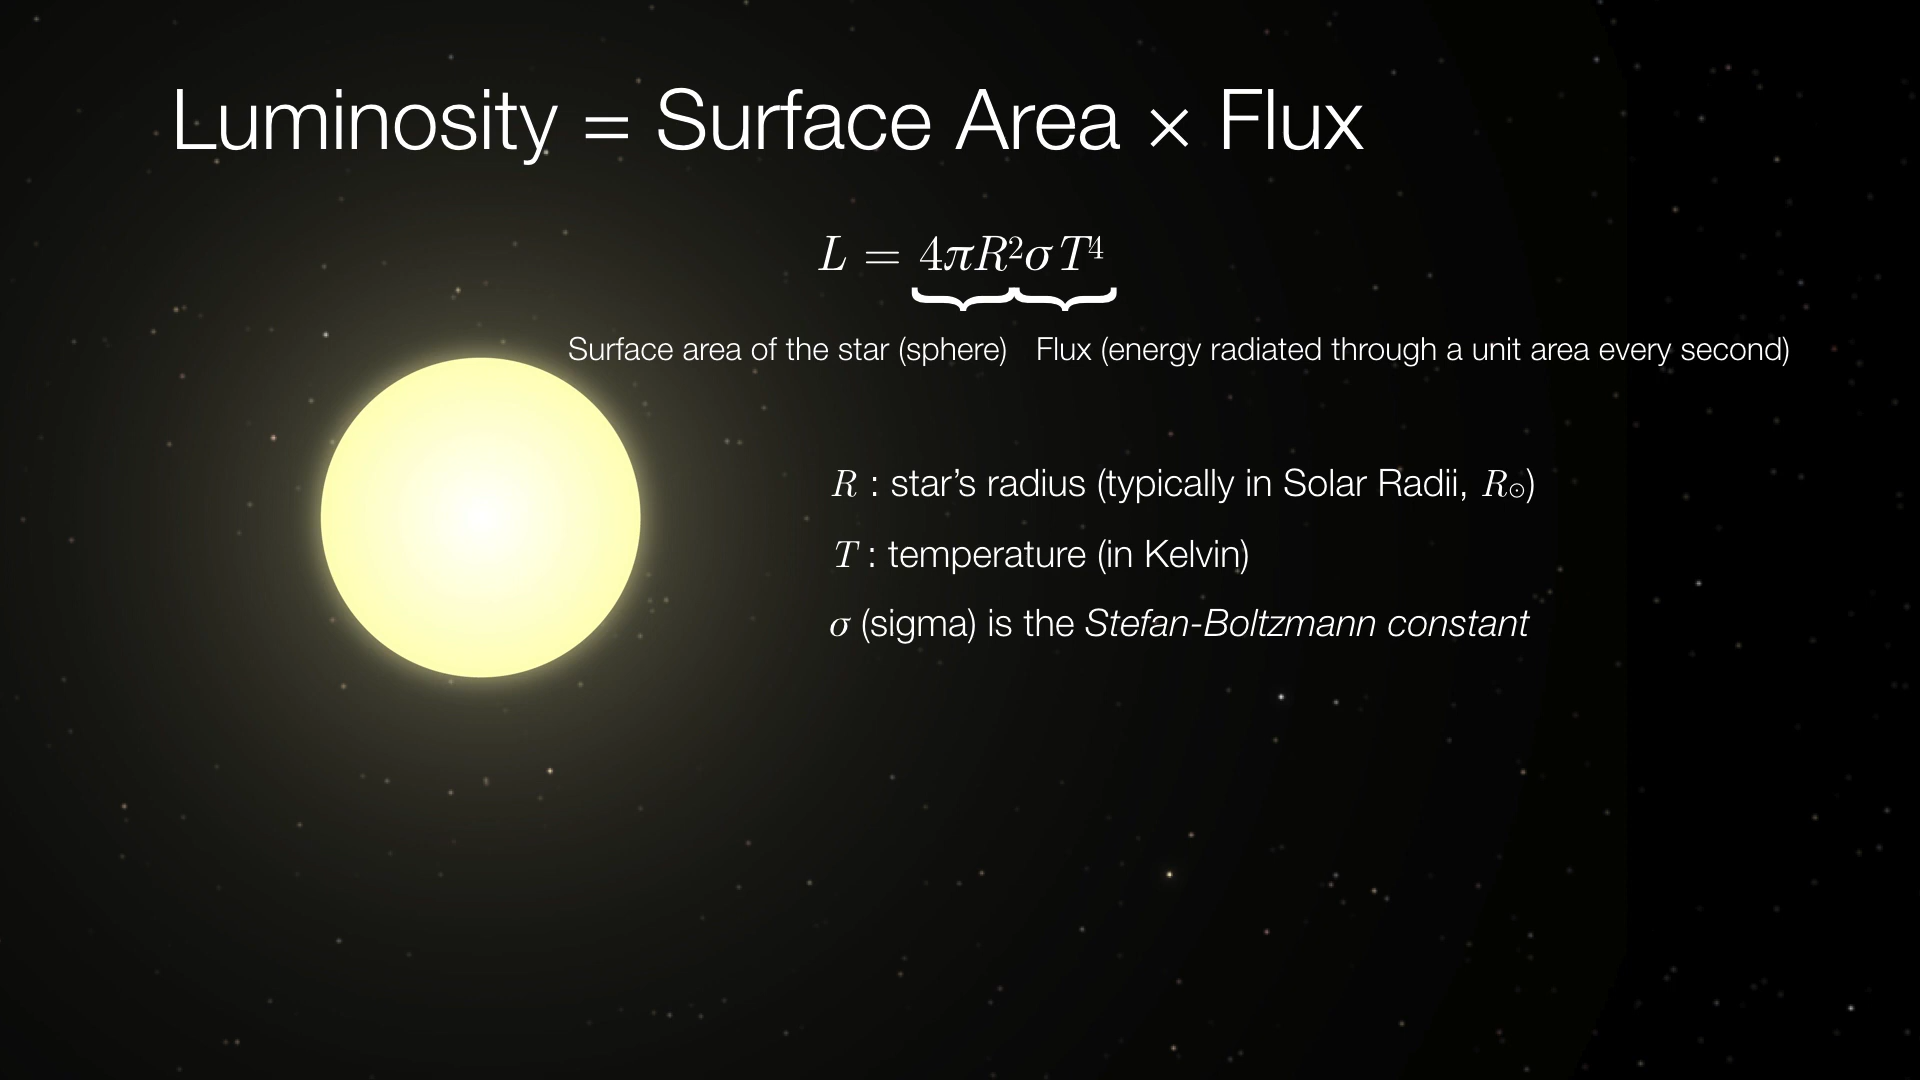 Luminosity = Surface Area × Flux
L = 4πR²σT⁴
Surface area of the star (sphere) Flux (energy radiated through a unit area every second)
R : star’s radius (typically in Solar Radii, R⊙)
T : temperature (in Kelvin)
σ (sigma) is the Stefan-Boltzmann constant